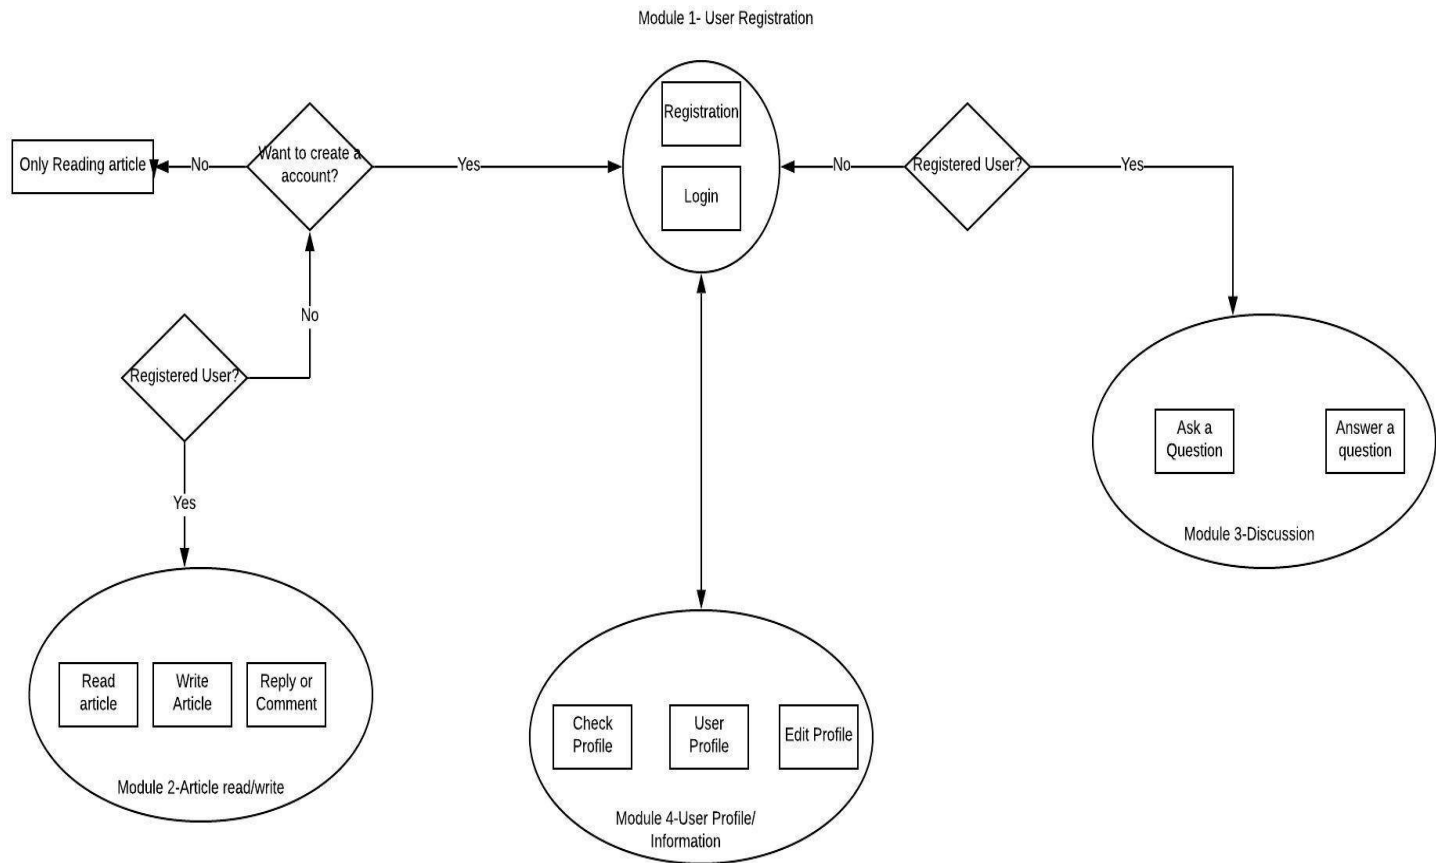 Module 1- User Registration
Registration
Only Reading article
No
Want to create a
account?
Yes
Login
No
Registered User?
Yes
No
Registered User?
Yes
Ask a
Question
Answer a
question
Module 3-Discussion
Read
article
Write
Article
Reply or
Comment
Module 2-Article read/write
Check
Profile
User
Profile
Edit Profile
Module 4-User Profile/
Information